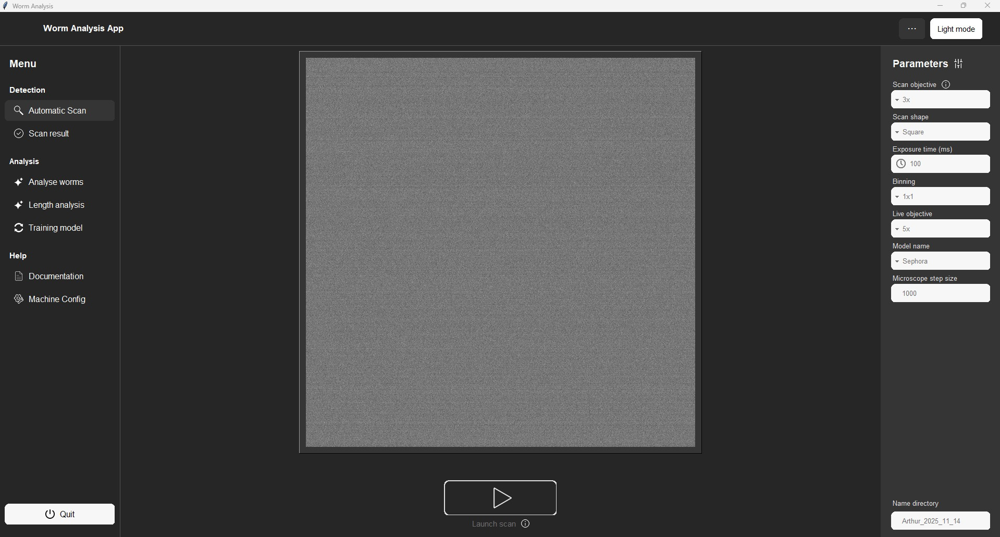 Worm Analysis
Worm Analysis App
...
Light mode
Menu
Detection
Automatic Scan
Scan result
Analysis
Analyse worms
Length analysis
Training model
Help
Documentation
Machine Config
Quit
Launch scan
Parameters
Scan objective
3x
Scan shape
Square
Exposure time (ms)
100
Binning
1x1
Live objective
5x
Model name
Sephora
Microscope step size
1000
Name directory
Arthur_2025_11_14